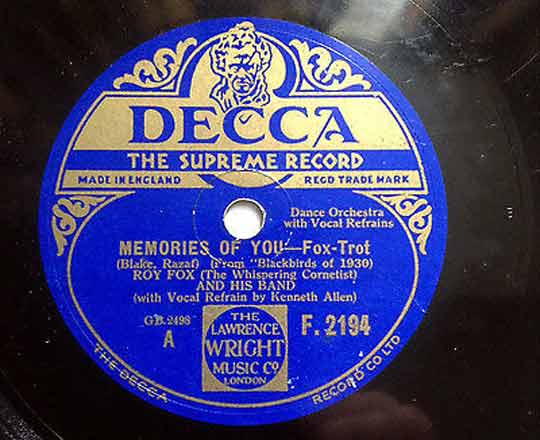 DECCA
THE SUPREME RECORD
MADE IN ENGLAND REGD TRADE MARK
Dance Orchestra
with Vocal Refrains
MEMORIES OF YOU—Fox-Trot
(Blake, Razaf) (From "Blackbirds of 1930)
ROY FOX (The Whispering Cornetist)
AND HIS BAND
(with Vocal Refrain by Kenneth Allen)
GB.2498
A
THE
LAWRENCE
WRIGHT
MUSIC Co
LONDON
F. 2194
THE DECCA RECORD CO LTD